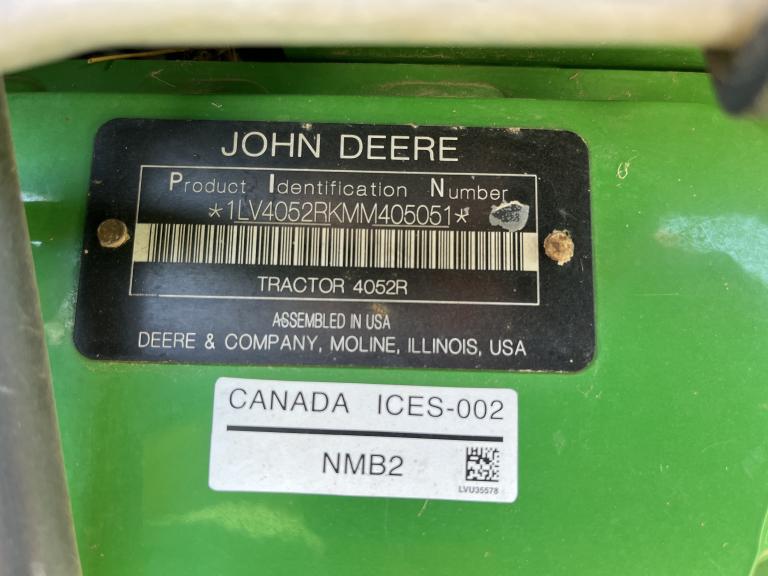 JOHN DEERE
Product Identification Number
*1LV4052RKMM405051*
TRACTOR 4052R
ASSEMBLED IN USA
DEERE & COMPANY, MOLINE, ILLINOIS, USA
CANADA ICES-002
NMB2
LVU35578